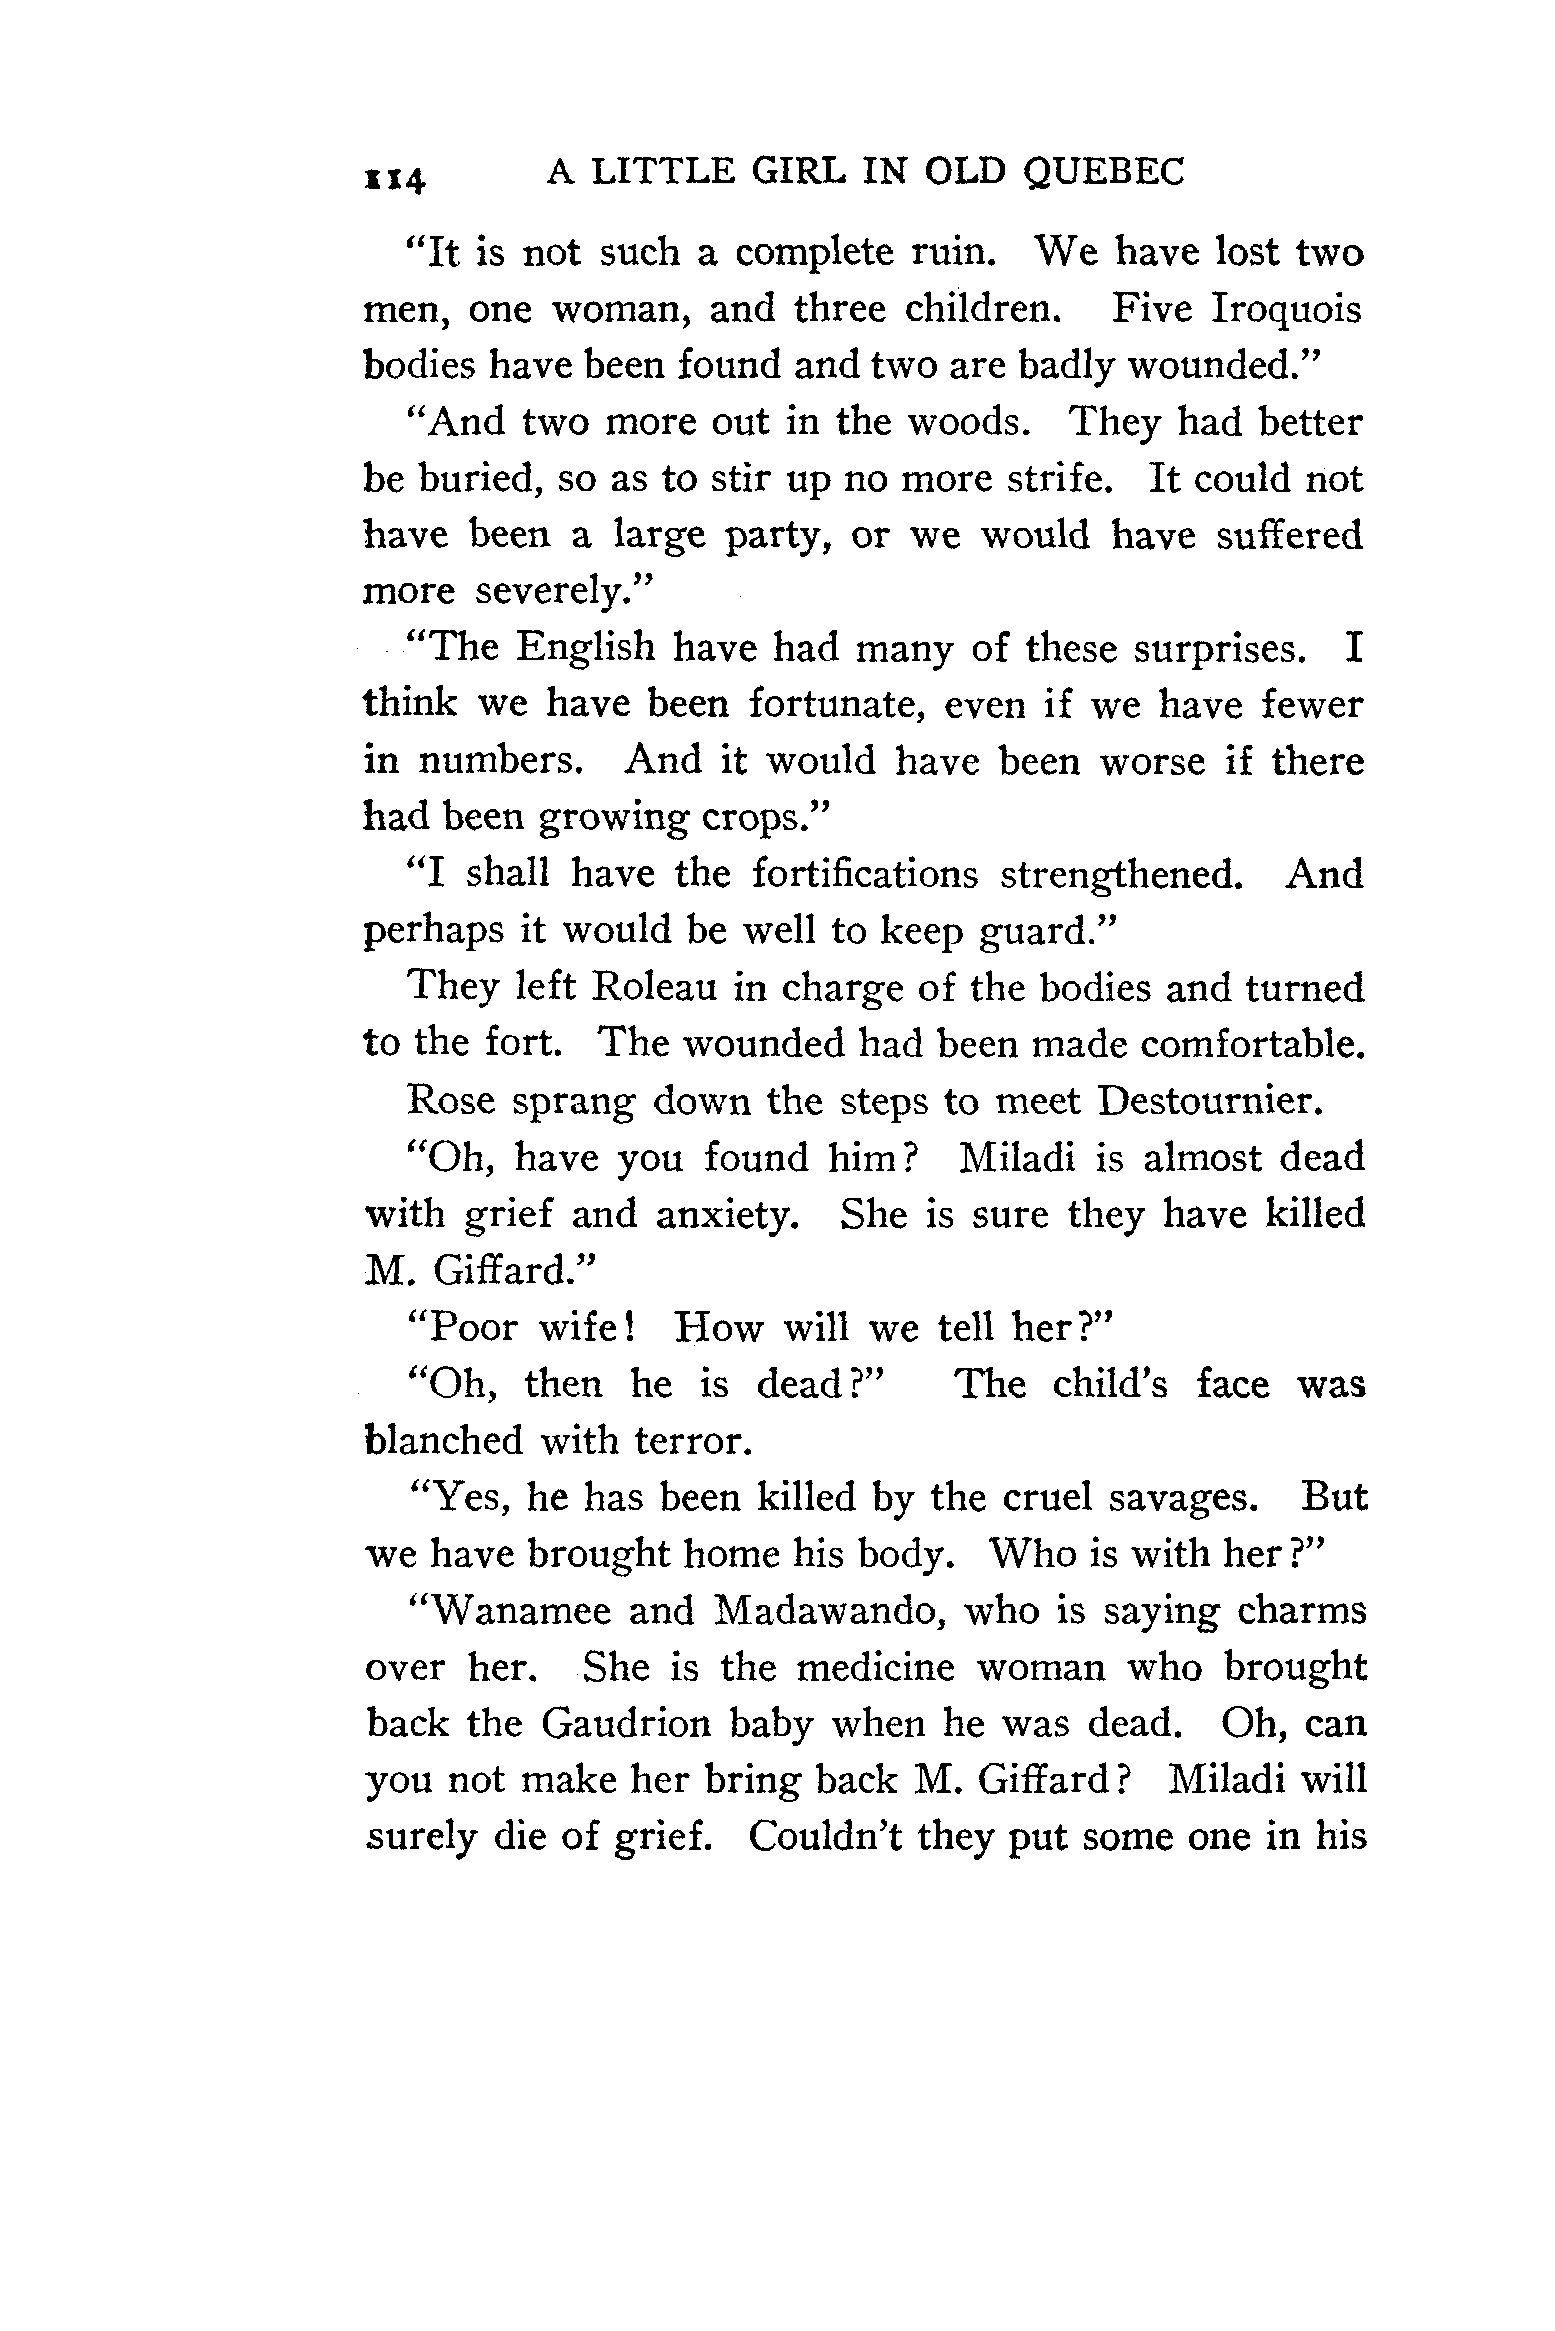 114 A LITTLE GIRL IN OLD QUEBEC
“It is not such a complete ruin. We have lost two
men, one woman, and three children. Five Iroquois
bodies have been found and two are badly wounded.”
“And two more out in the woods. They had better
be buried, so as to stir up no more strife. It could not
have been a large party, or we would have suffered
more severely.”
“The English have had many of these surprises. I
think we have been fortunate, even if we have fewer
in numbers. And it would have been worse if there
had been growing crops.”
“I shall have the fortifications strengthened. And
perhaps it would be well to keep guard.”
They left Roleau in charge of the bodies and turned
to the fort. The wounded had been made comfortable.
Rose sprang down the steps to meet Destournier.
“Oh, have you found him? Miladi is almost dead
with grief and anxiety. She is sure they have killed
M. Giffard.”
“Poor wife! How will we tell her?”
“Oh, then he is dead?” The child’s face was
blanched with terror.
“Yes, he has been killed by the cruel savages. But
we have brought home his body. Who is with her?”
“Wanamee and Madawando, who is saying charms
over her. She is the medicine woman who brought
back the Gaudrion baby when he was dead. Oh, can
you not make her bring back M. Giffard? Miladi will
surely die of grief. Couldn’t they put some one in his